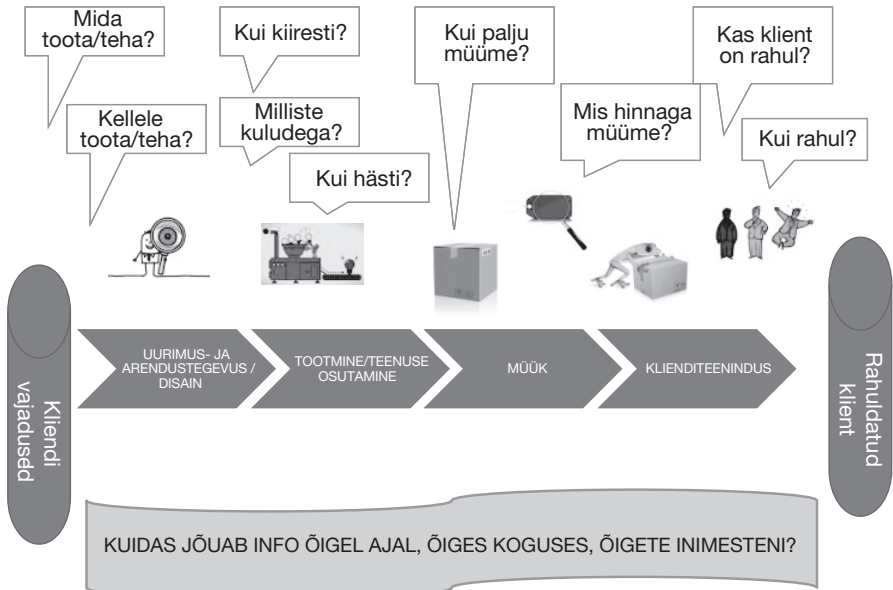 Mida
toota/teha?
Kui kiiresti?
Kui palju
müüme?
Kas klient
on rahul?
Kellele
toota/teha?
Milliste
kuludega?
Mis hinnaga
müüme?
Kui rahul?
Kui hästi?
Kliendi
vajadusedd
UURIMUS- JA
ARENDUSTEGEVUS /
DISAIN
TOOTMINE/TEENUSE
OSUTAMINE
MÜÜK
KLIENDITEENINDUS
Rahuldatud
klient
KUIDAS JÕUAB INFO ÕIGEL AJAL, ÕIGES KOGUSES, ÕIGETE INIMESTENI?